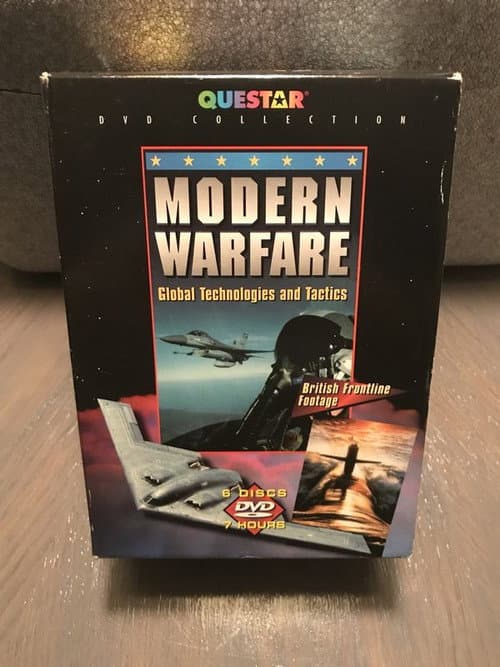 QUESTAR®
DVD COLLECTION
MODERN
WARFARE
Global Technologies and Tactics
British Frontline
Footage
6 DISCS
DVD
7 HOURS